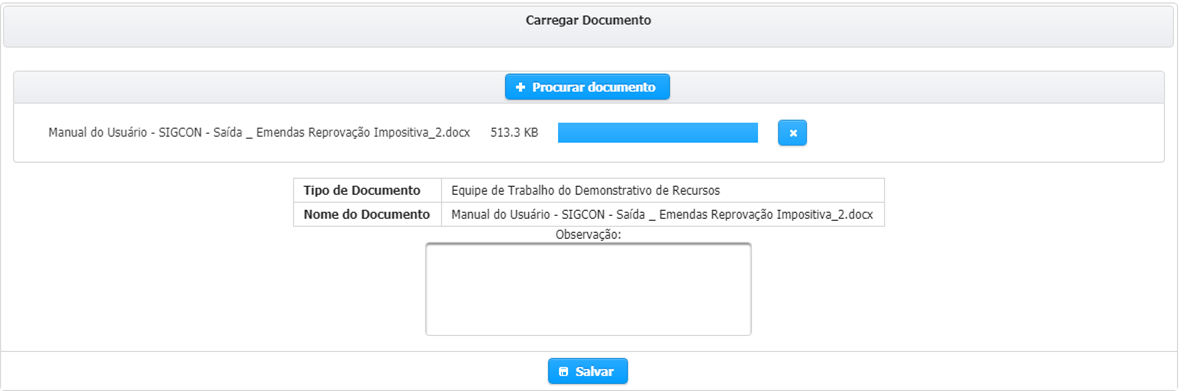 Carregar Documento
Procurar documento
Manual do Usuário - SIGCON - Saída _ Emendas Reprovação Impositiva_2.docx 513.3 KB
Tipo de Documento Equipe de Trabalho do Demonstrativo de Recursos
Nome do Documento Manual do Usuário - SIGCON - Saída _ Emendas Reprovação Impositiva_2.docx
Observação:
Salvar